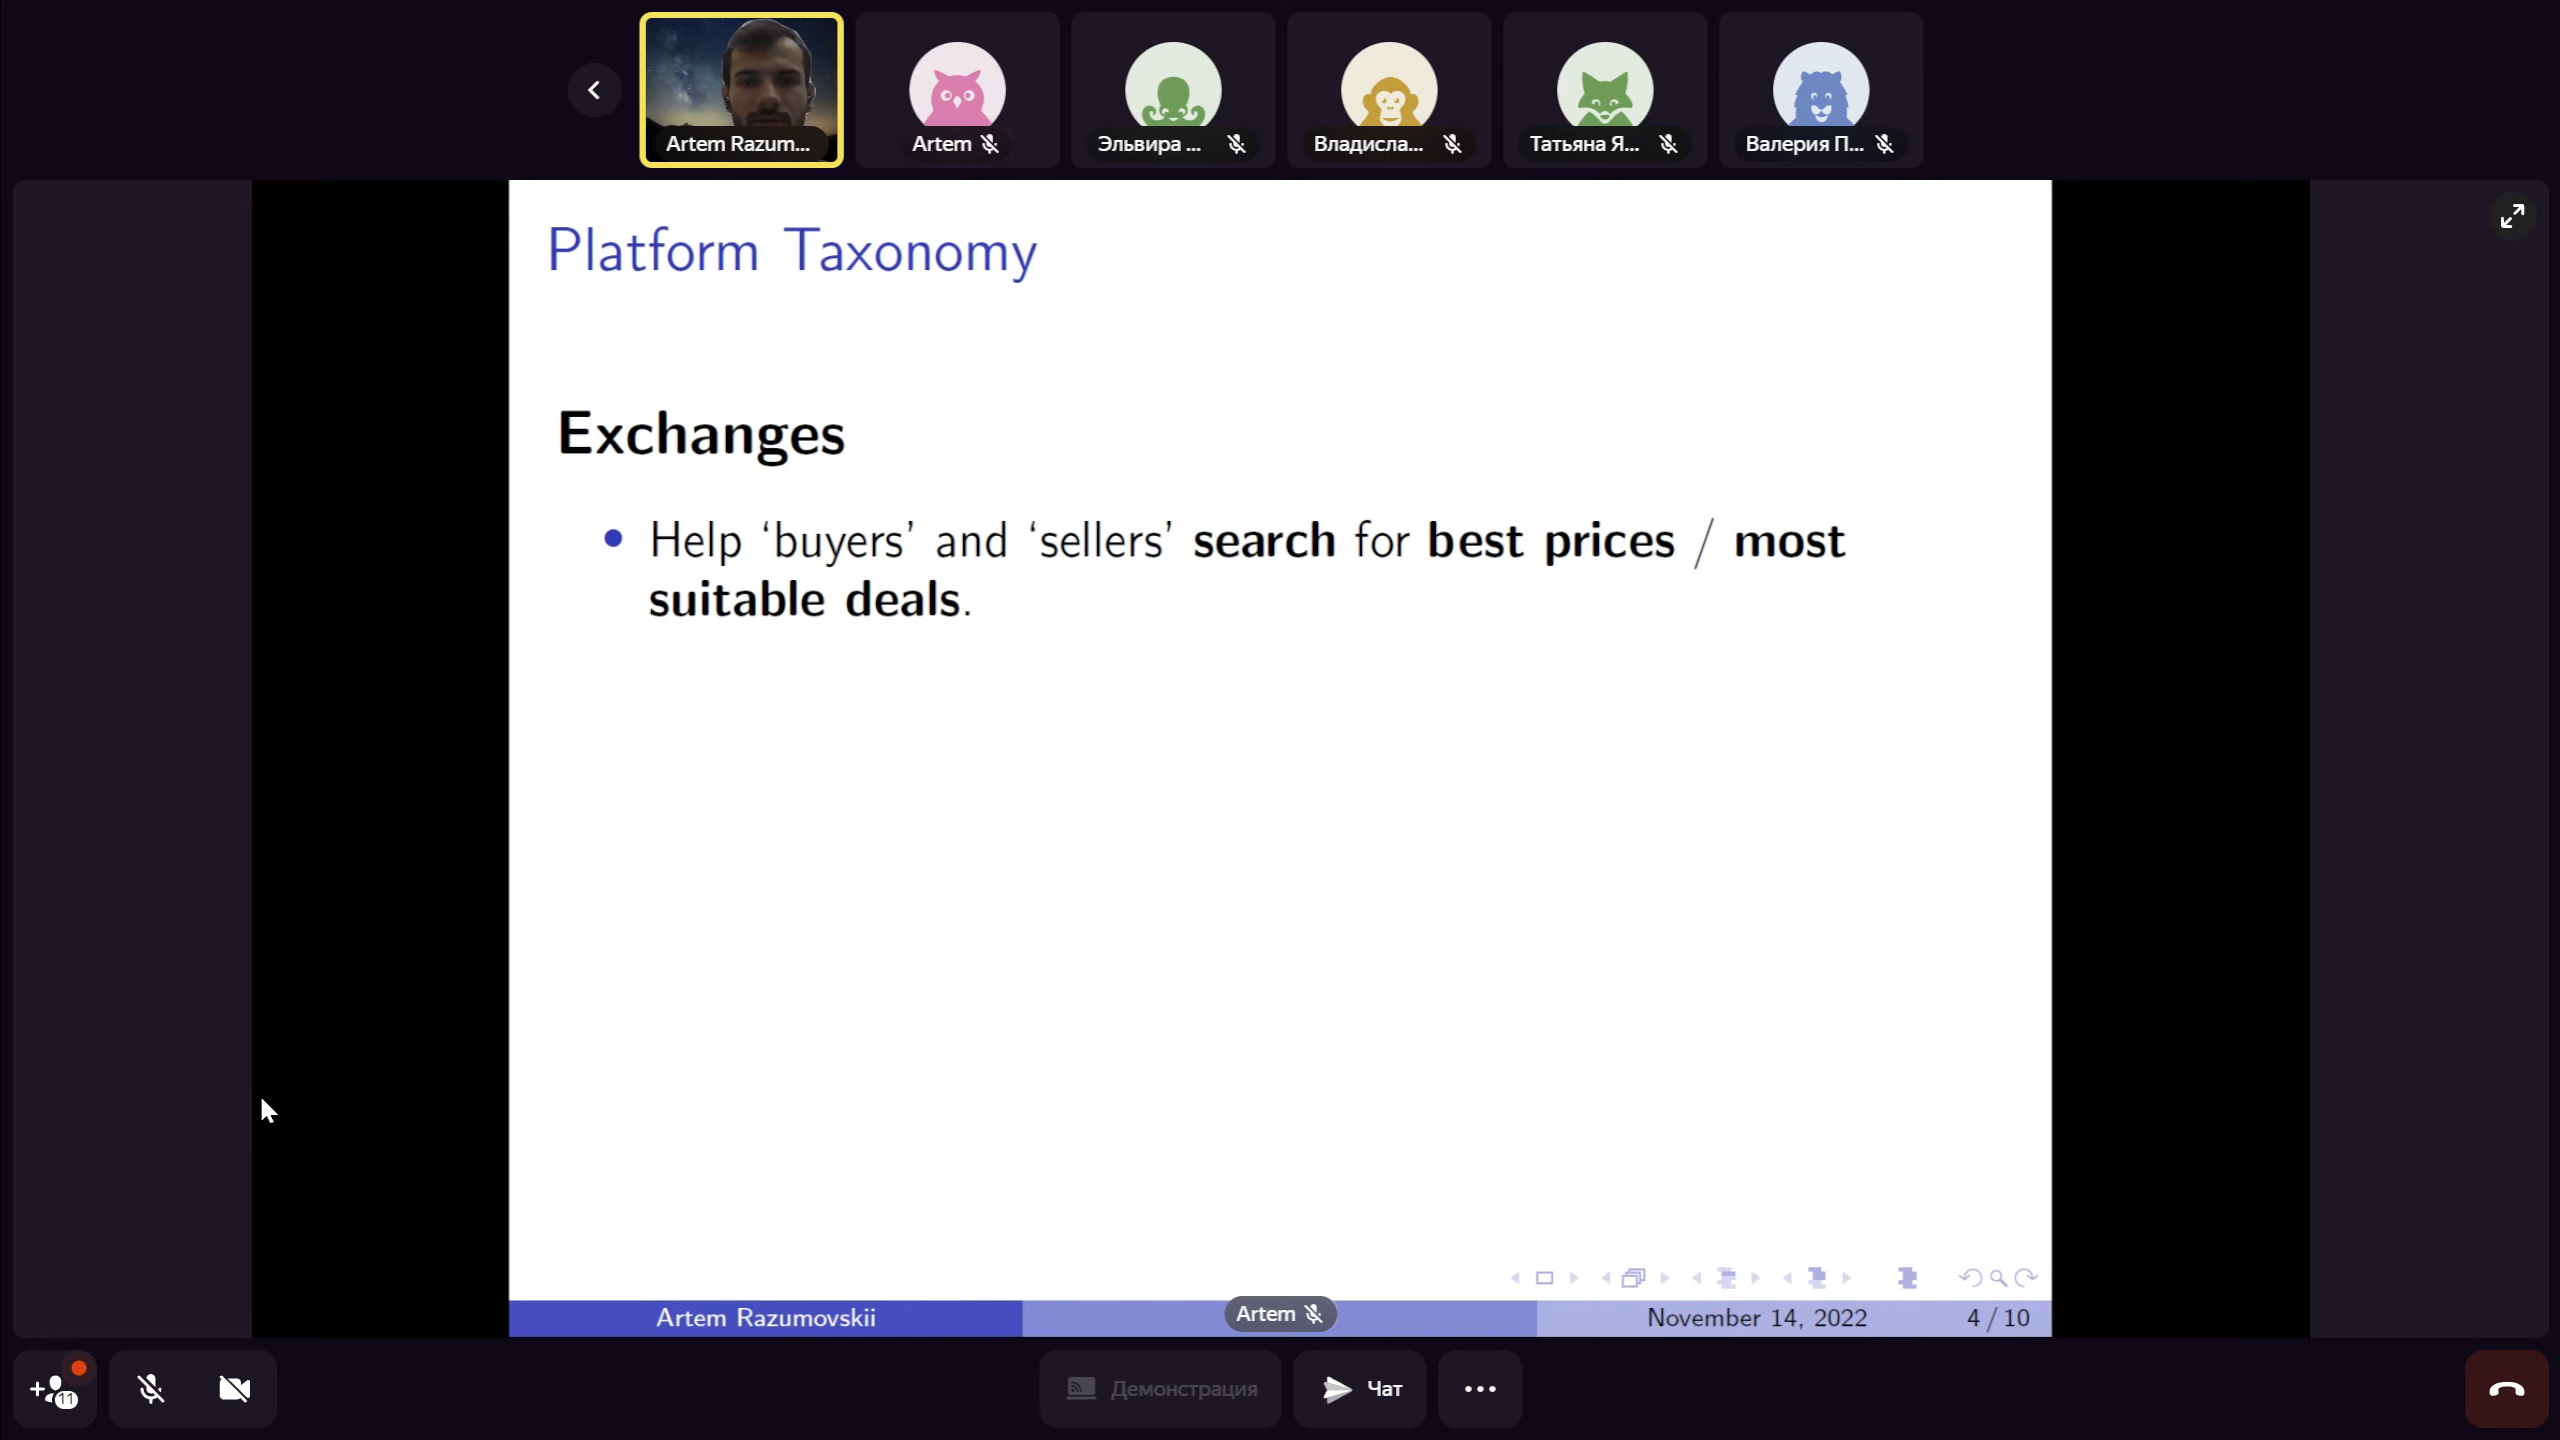 Artem Razum...
Artem
Эльвира ...
Владисла...
Татьяна Я...
Валерия П...
Platform Taxonomy
Exchanges
Help ‘buyers’ and ‘sellers’ search for best prices / most
suitable deals.
Artem Razumovskii
Artem
November 14, 2022
4 / 10
11
Демонстрация
Чат